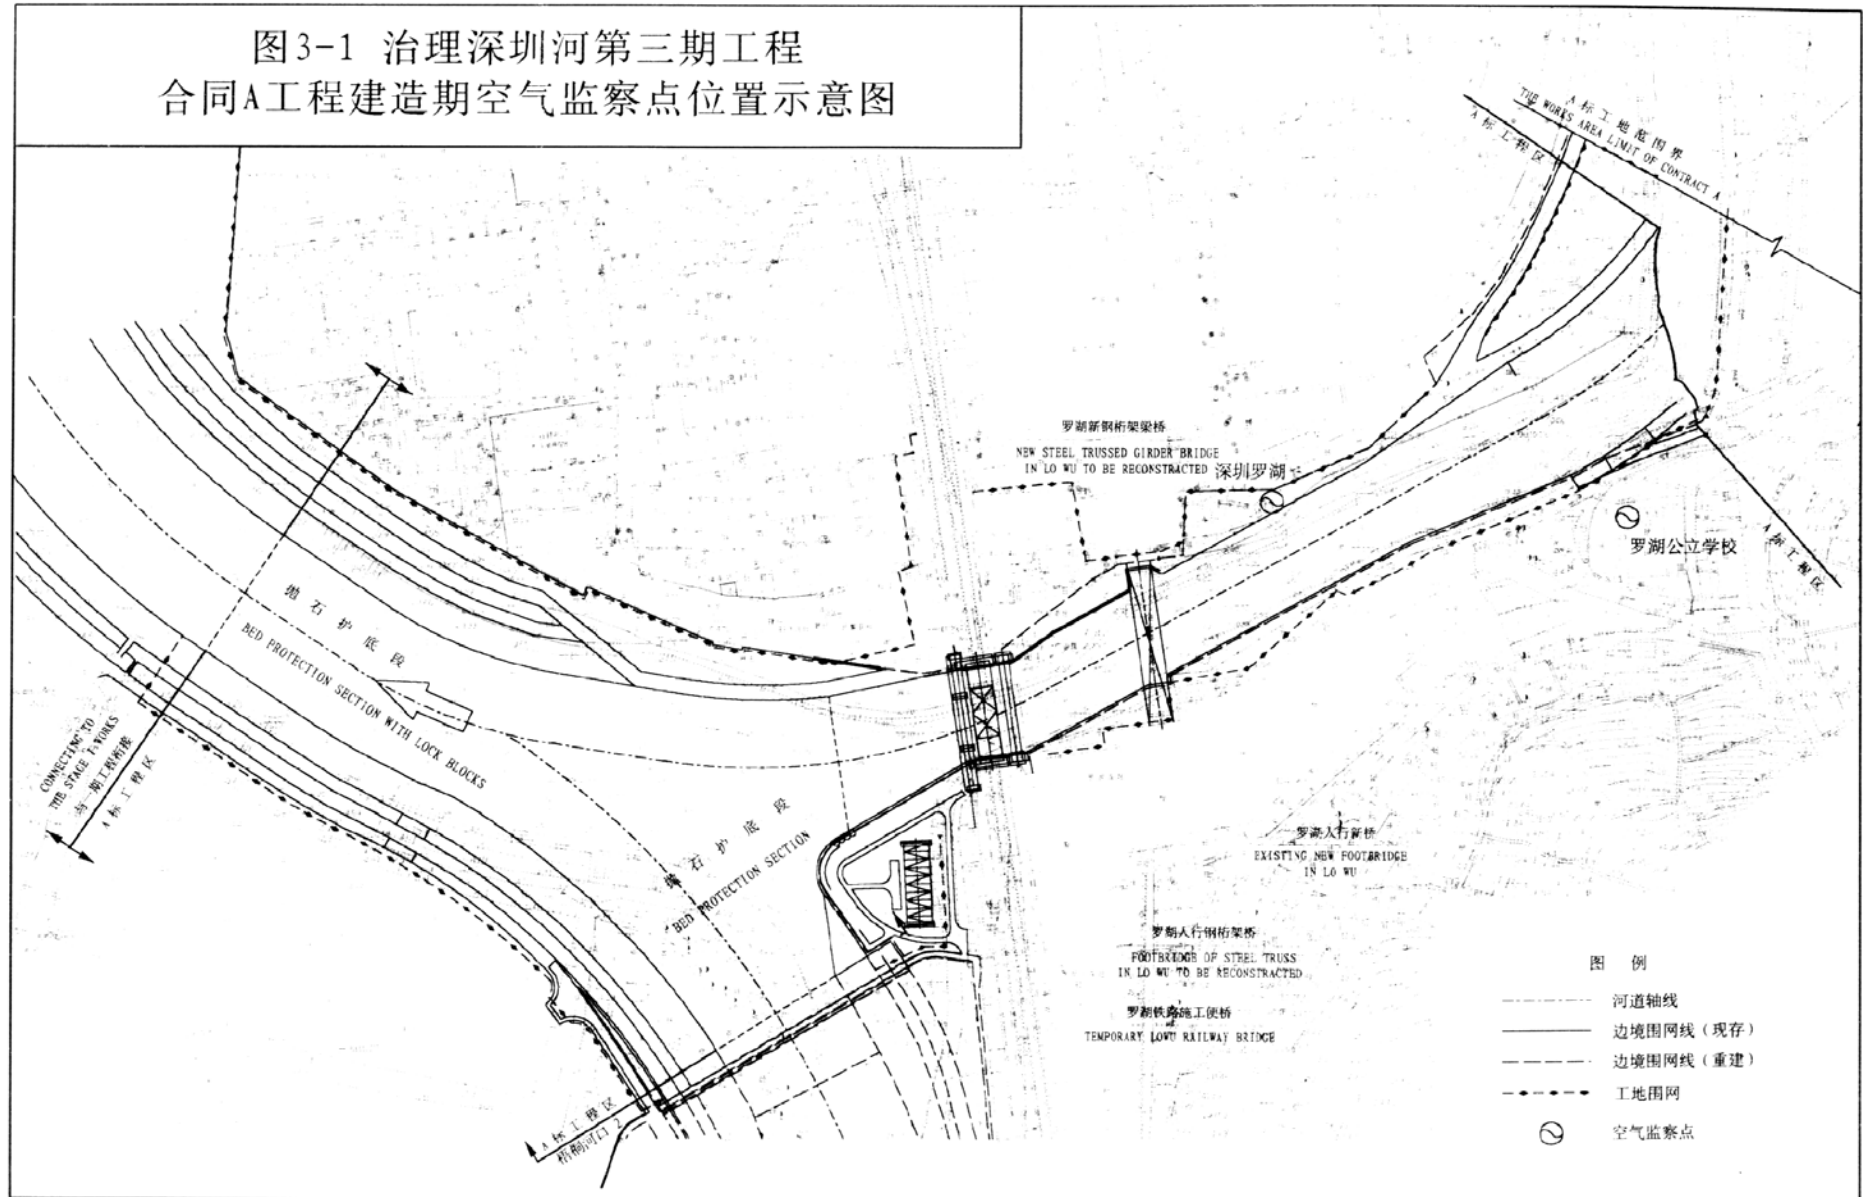 图3-1 治理深圳河第三期工程
合同A工程建造期空气监察点位置示意图
A 标工地范围界
THE WORKS AREA LIMIT OF CONTRACT A
A 标工程区
罗湖新钢桁架梁桥
NEW STEEL TRUSSED GIRDER BRIDGE
IN LO WU TO BE RECONSTRACTED
深圳罗湖
罗湖公立学校
A 标工程区
抛石护底段
BED PROTECTION SECTION WITH LOCK BLOCKS
CONNECTING TO
THE STAGE I WORKS
与一期工程衔接
A 标工程区
抛石护底段
BED PROTECTION SECTION
罗湖人行新桥
EXISTING NEW FOOTBRIDGE
IN LO WU
罗湖人行钢桁架桥
FOOTBRIDGE OF STEEL TRUSS
IN LO WU TO BE RECONSTRACTED
罗湖铁路施工便桥
TEMPORARY LOWU RAILWAY BRIDGE
A 标工程区
梧桐河口 2
图 例
河道轴线
边境围网线(现存)
边境围网线(重建)
工地围网
空气监察点